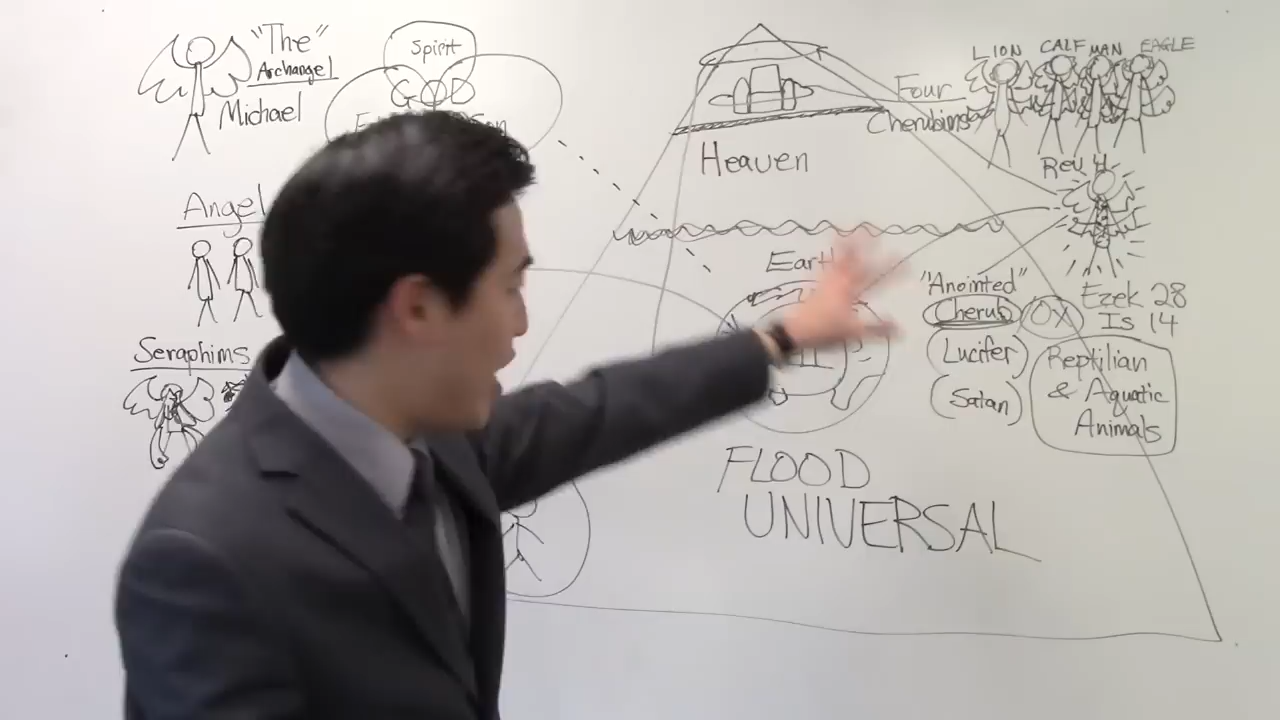 "The"
Archangel
Michael
Spirit
GOD
Angel
Seraphims
Heaven
Earth
FLOOD
UNIVERSAL
LION CALF MAN EAGLE
Four
Cherubims
Rev 4
"Anointed"
Cherub OX
Lucifer
(Satan)
Ezek 28
Is 14
Reptilian
& Aquatic
Animals